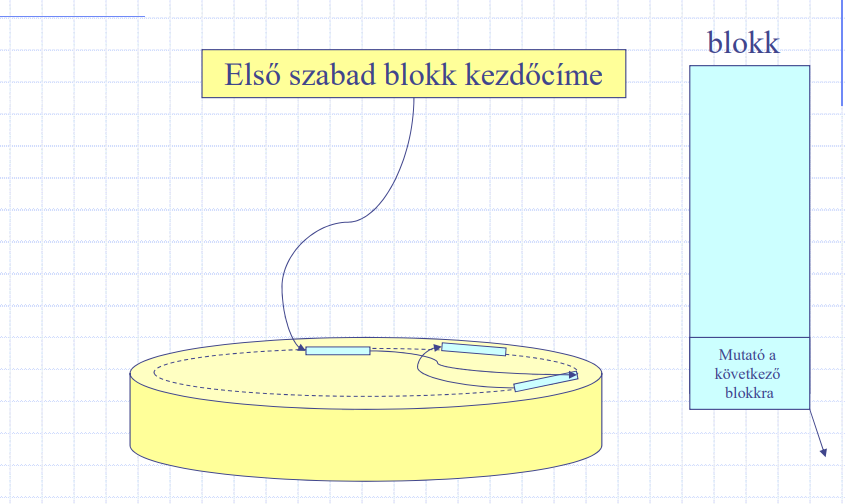 blokk
Első szabad blokk kezdőcíme
Mutató a
következő
blokkra